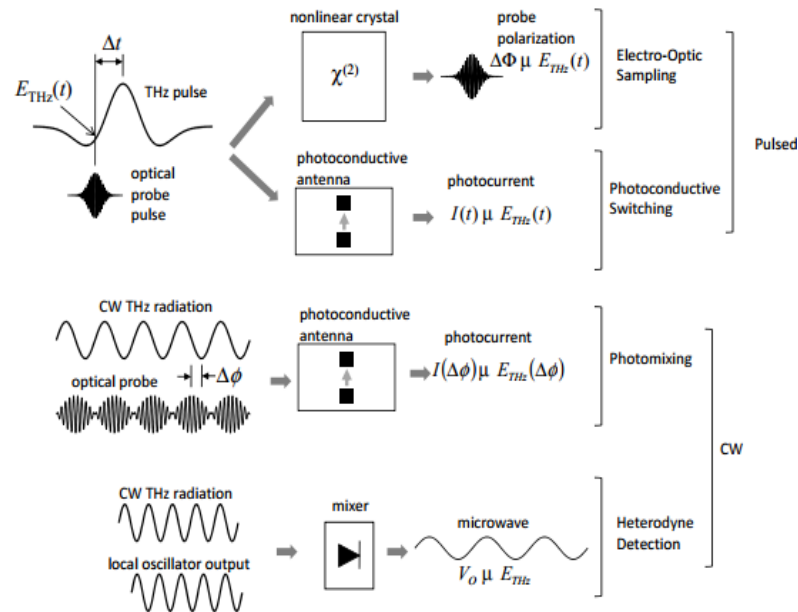 Δt
E_THz(t)
THz pulse
optical
probe
pulse
nonlinear crystal
χ⁽²⁾
probe
polarization
ΔΦ μ E_THz(t)
Electro-Optic
Sampling
photoconductive
antenna
photocurrent
I(t) μ E_THz(t)
Photoconductive
Switching
Pulsed
CW THz radiation
optical probe
Δϕ
photoconductive
antenna
photocurrent
I(Δϕ) μ E_THz(Δϕ)
Photomixing
CW
CW THz radiation
local oscillator output
mixer
microwave
V_O μ E_THz
Heterodyne
Detection